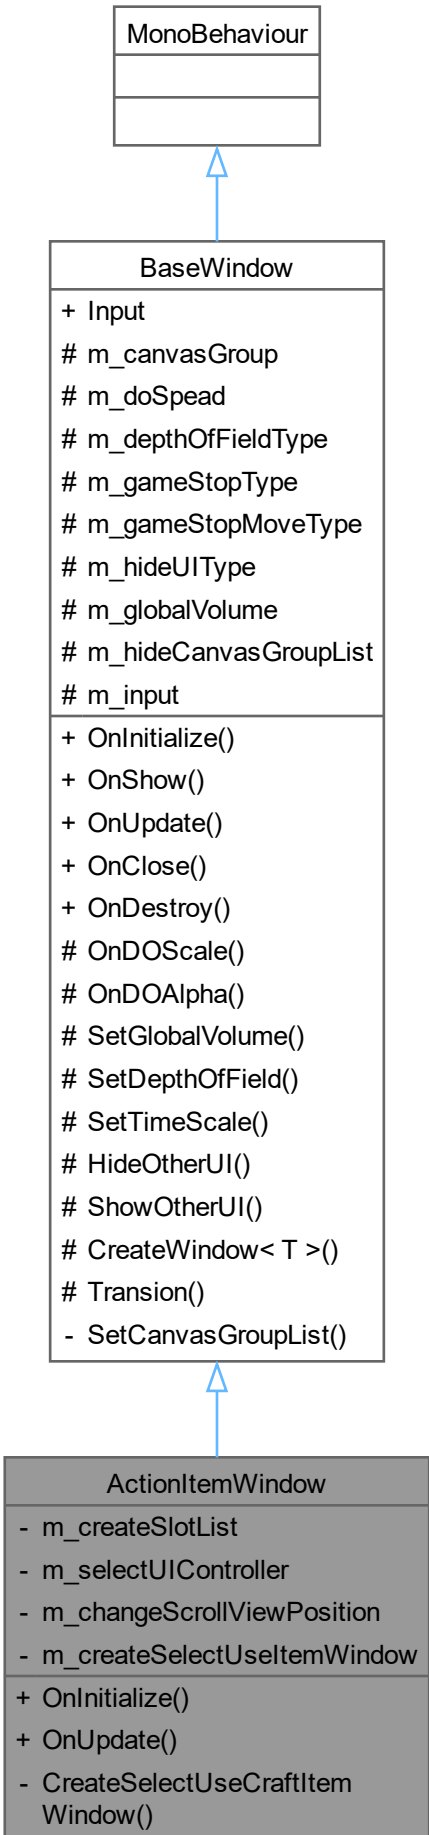 MonoBehaviour
BaseWindow
+ Input
# m_canvasGroup
# m_doSpead
# m_depthOfFieldType
# m_gameStopType
# m_gameStopMoveType
# m_hideUIType
# m_globalVolume
# m_hideCanvasGroupList
# m_input
+ OnInitialize()
+ OnShow()
+ OnUpdate()
+ OnClose()
+ OnDestroy()
# OnDOScale()
# OnDOAlpha()
# SetGlobalVolume()
# SetDepthOfField()
# SetTimeScale()
# HideOtherUI()
# ShowOtherUI()
# CreateWindow< T >()
# Transion()
- SetCanvasGroupList()
ActionItemWindow
- m_createSlotList
- m_selectUIController
- m_changeScrollViewPosition
- m_createSelectUseItemWindow
+ OnInitialize()
+ OnUpdate()
- CreateSelectUseCraftItem
Window()